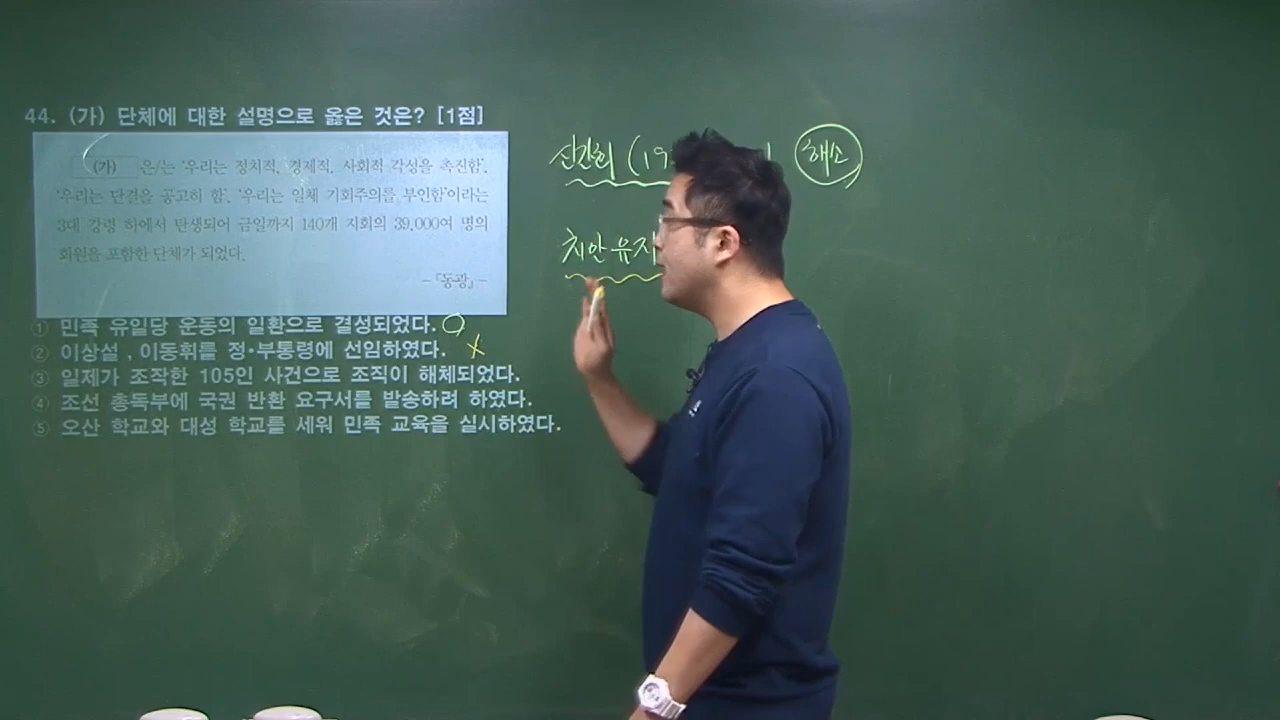 44. (가) 단체에 대한 설명으로 옳은 것은? [1점]
(가) 은/는 '우리는 정치적, 경제적, 사회적 각성을 촉진함',
'우리는 단결을 공고히 함', '우리는 일체 기회주의를 부인함'이라는
3대 강령 하에서 탄생되어 금일까지 140개 지회의 39,000여 명의
회원을 포함한 단체가 되었다.
-「동광」-
① 민족 유일당 운동의 일환으로 결성되었다. O
② 이상설, 이동휘를 정·부통령에 선임하였다. X
③ 일제가 조작한 105인 사건으로 조직이 해체되었다.
④ 조선 총독부에 국권 반환 요구서를 발송하려 하였다.
⑤ 오산 학교와 대성 학교를 세워 민족 교육을 실시하였다.
신간회 (19 해소
치안유지